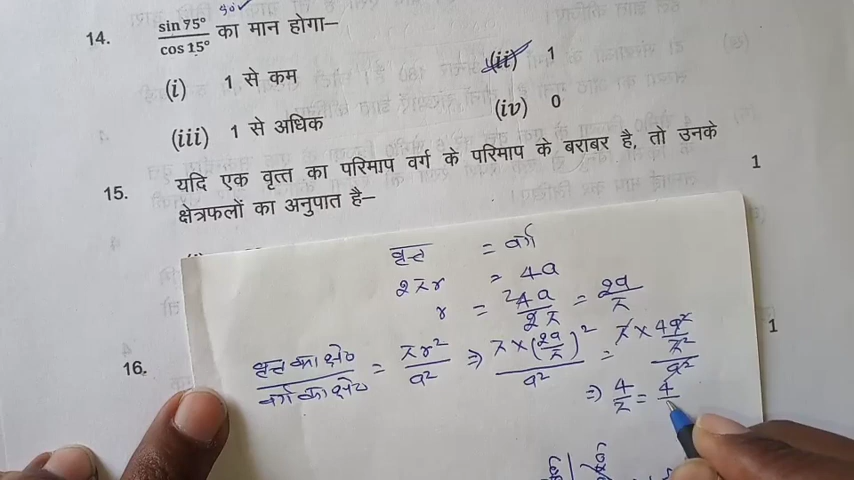 90✓
14. sin 75° / cos 15° का मान होगा–
(i) 1 से कम (ii) 1
(iii) 1 से अधिक (iv) 0
15. यदि एक वृत्त का परिमाप वर्ग के परिमाप के बराबर है, तो उनके 1
क्षेत्रफलों का अनुपात है–
वृत्त = वर्ग
2πr = 4a
r = 4a/2π = 2a/π
16. 1
वृत्त का क्षे०/वर्ग का क्षे० = πr²/a² ⇒ π×(2a/π)²/a² = π×4a²/π²/a²
⇒ 4/π = 4